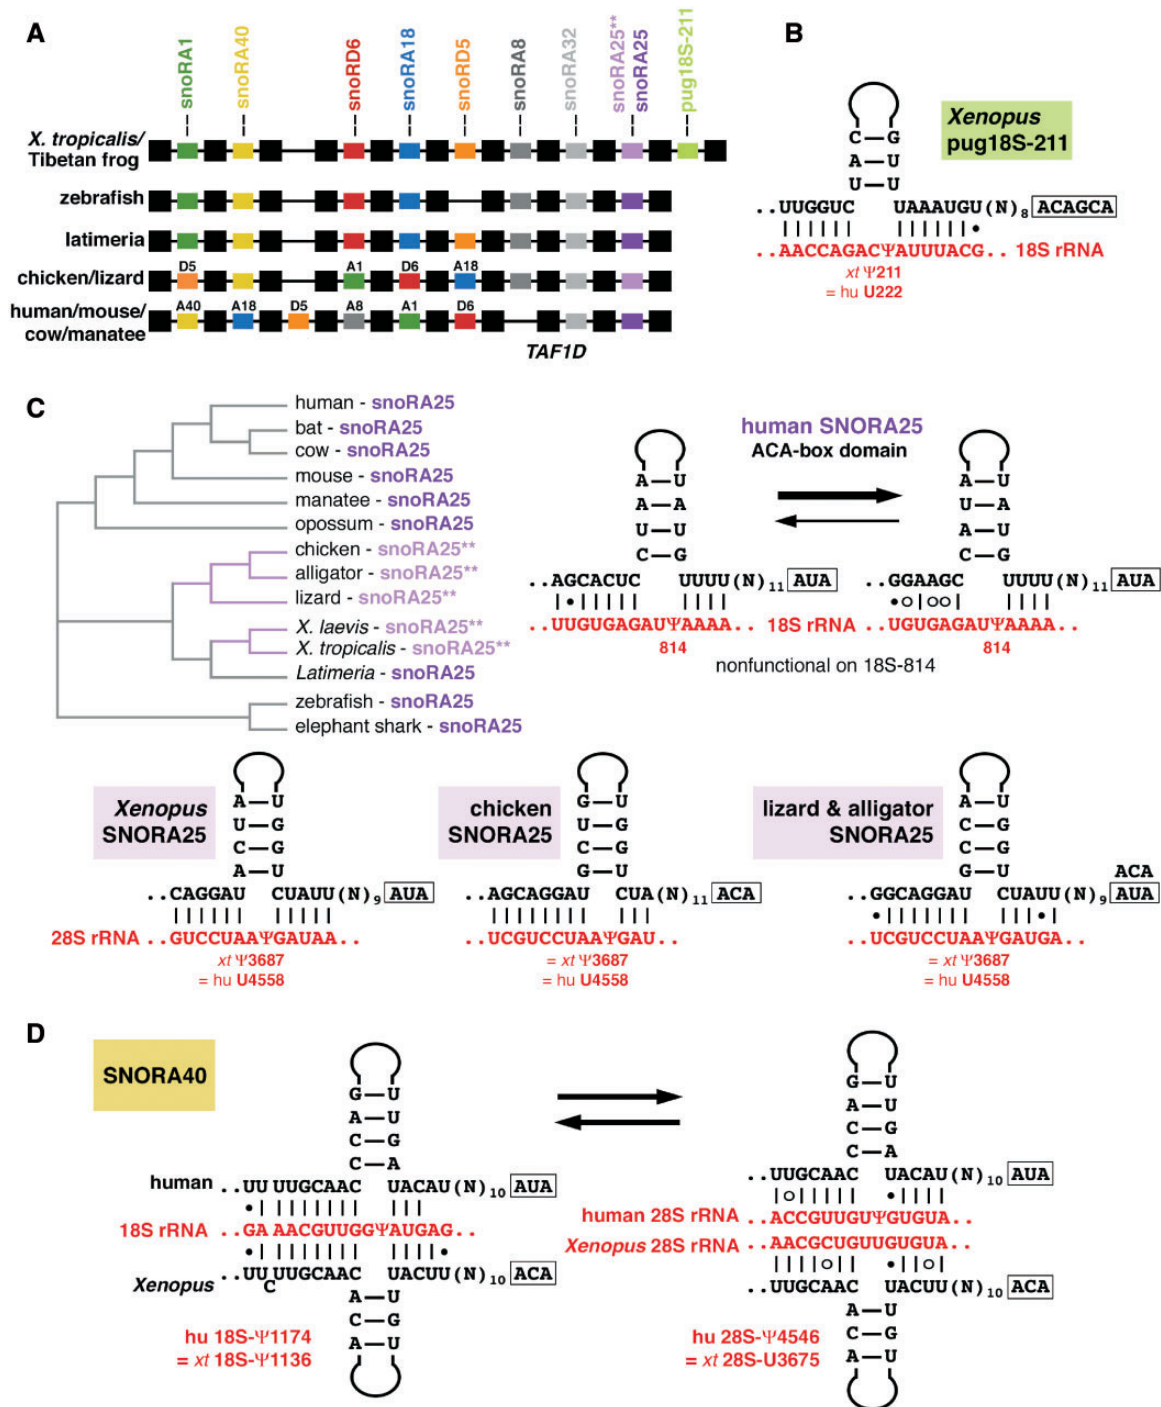 A
snoRA1
snoRA40
snoRD6
snoRA18
snoRD5
snoRA8
snoRA32
snoRA25**
snoRA25
pug18S-211
X. tropicalis/
Tibetan frog
zebrafish
latimeria
chicken/lizard
D5
A1
D6
A18
human/mouse/
cow/manatee
A40
A18
D5
A8
A1
D6
TAF1D
B
Xenopus
pug18S-211
C—G
A—U
U—U
..UUGGUC UAAAUGU(N)8 ACAGCA
..AACCAGACΨAUUUACG.. 18S rRNA
xt Ψ211
= hu U222
C
human - snoRA25
bat - snoRA25
cow - snoRA25
mouse - snoRA25
manatee - snoRA25
opossum - snoRA25
chicken - snoRA25**
alligator - snoRA25**
lizard - snoRA25**
X. laevis - snoRA25**
X. tropicalis - snoRA25**
Latimeria - snoRA25
zebrafish - snoRA25
elephant shark - snoRA25
human SNORA25
ACA-box domain
A—U
A—A
A—U
U—G
C
..AGCACUC UUUU(N)11 AUA
..UUGUGAGAUΨAAAA.. 18S rRNA
814
A—U
U—A
A—U
C—G
..GGAAGC UUUU(N)11 AUA
..UGUGAGAUΨAAAA..
814
nonfunctional on 18S-814
Xenopus
SNORA25
A—U
U—G
C—G
A—U
..CAGGAU CUAUU(N)9 AUA
28S rRNA ..GUCCUAAΨGAUAA..
xt Ψ3687
= hu U4558
chicken
SNORA25
G—U
U—G
C—G
G—U
..AGCAGGAU CUA(N)11 ACA
..UCGUCCUAAΨGAU..
= xt Ψ3687
= hu U4558
lizard & alligator
SNORA25
A—U
C—G
C—G
G—U
ACA
..GGCAGGAU CUAUU(N)9 AUA
..UCGUCCUAAΨGAUGA..
= xt Ψ3687
= hu U4558
D
SNORA40
G—U
A—U
C—G
C—A
human ..UU UUGCAAC UACAU(N)10 AUA
18S rRNA ..GA AACGUUGGΨAUGAG..
Xenopus ..UU UUGCAAC UACUU(N)10 ACA
C
A—U
C—G
A—U
hu 18S-Ψ1174
= xt 18S-Ψ1136
G—U
A—U
C—G
C—A
..UUGCAAC UACAU(N)10 AUA
human 28S rRNA ..ACCGUUGUΨGUGUA..
Xenopus 28S rRNA ..AACGCUGUUGUGUA..
..UUGCAAC UACUU(N)10 ACA
A—U
C—G
A—U
hu 28S-Ψ4546
= xt 28S-U3675